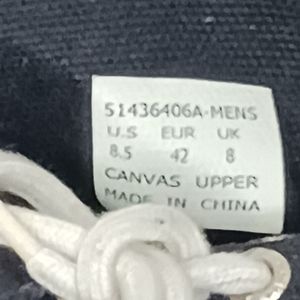 51436406A-MENS
U.S EUR UK
8.5 42 8
CANVAS UPPER
MADE IN CHINA